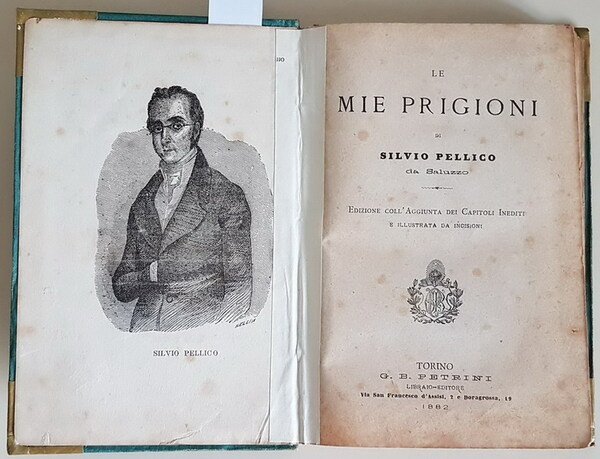 SILVIO PELLICO
LE
MIE PRIGIONI
DI
SILVIO PELLICO
da Saluzzo
EDIZIONE COLL'AGGIUNTA DEI CAPITOLI INEDITI
E ILLUSTRATA DA INCISIONI
TORINO
G. B. PETRINI
LIBRAIO-EDITORE
Via San Francesco d'Assisi, 2 e Doragrossa, 19
1882